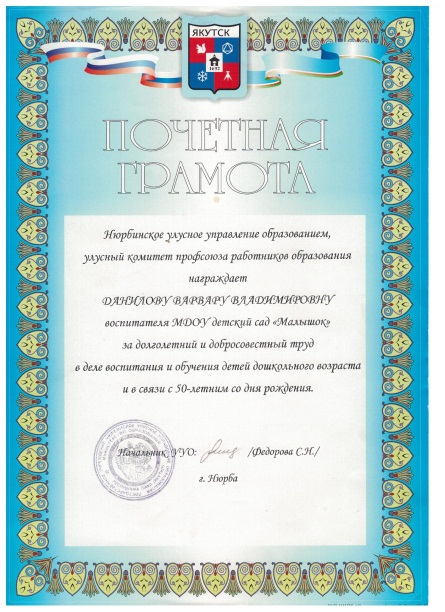 ЯКУТСК
1632
ПОЧЕТНАЯ
ГРАМОТА
Нюрбинское улусное управление образованием,
улусный комитет профсоюза работников образования
награждает
ДАНИЛОВУ ВАРВАРУ ВЛАДИМИРОВНУ
воспитателя МДОУ детский сад «Малышок»
за долголетний и добросовестный труд
в деле воспитания и обучения детей дошкольного возраста
и в связи с 50-летним со дня рождения.
Начальник УУО: /Федорова С.Н./
г. Нюрба